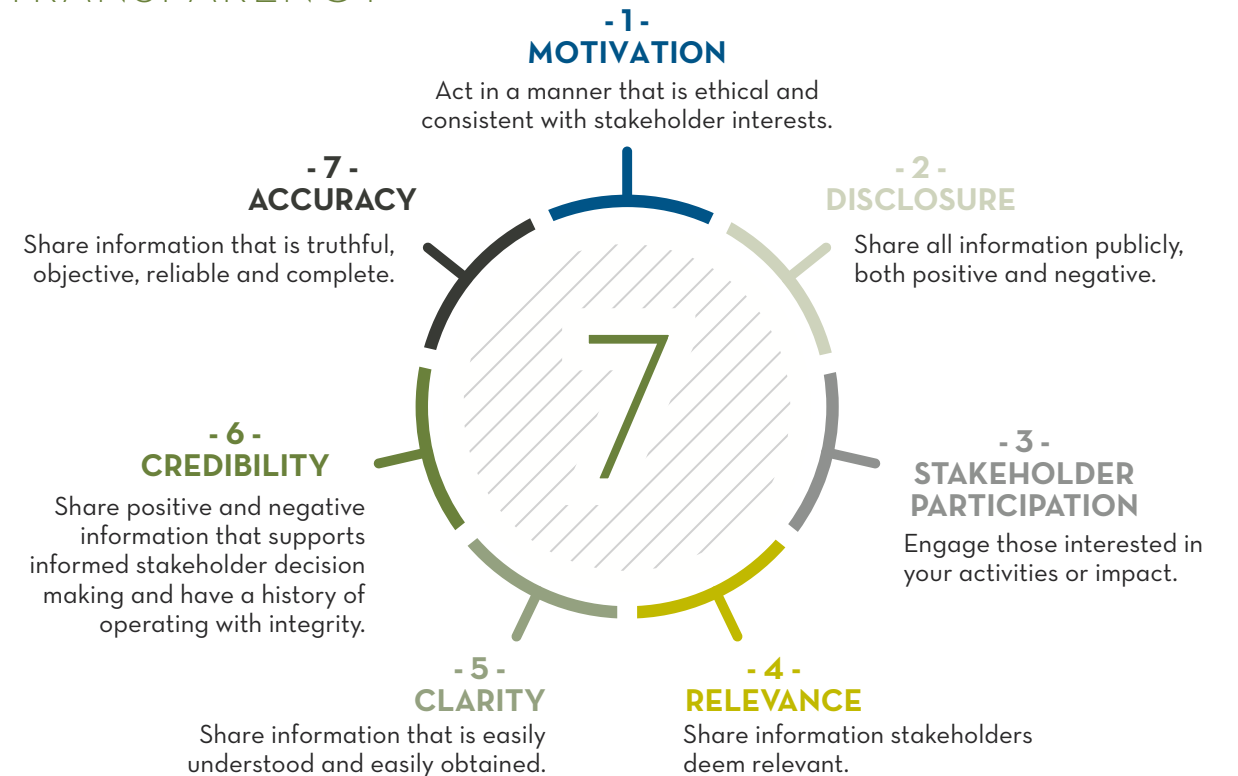 TRANSPARENCY
- 1 -
MOTIVATION
Act in a manner that is ethical and
consistent with stakeholder interests.
- 2 -
DISCLOSURE
Share all information publicly,
both positive and negative.
- 3 -
STAKEHOLDER
PARTICIPATION
Engage those interested in
your activities or impact.
- 4 -
RELEVANCE
Share information stakeholders
deem relevant.
- 5 -
CLARITY
Share information that is easily
understood and easily obtained.
- 6 -
CREDIBILITY
Share positive and negative
information that supports
informed stakeholder decision
making and have a history of
operating with integrity.
- 7 -
ACCURACY
Share information that is truthful,
objective, reliable and complete.
7